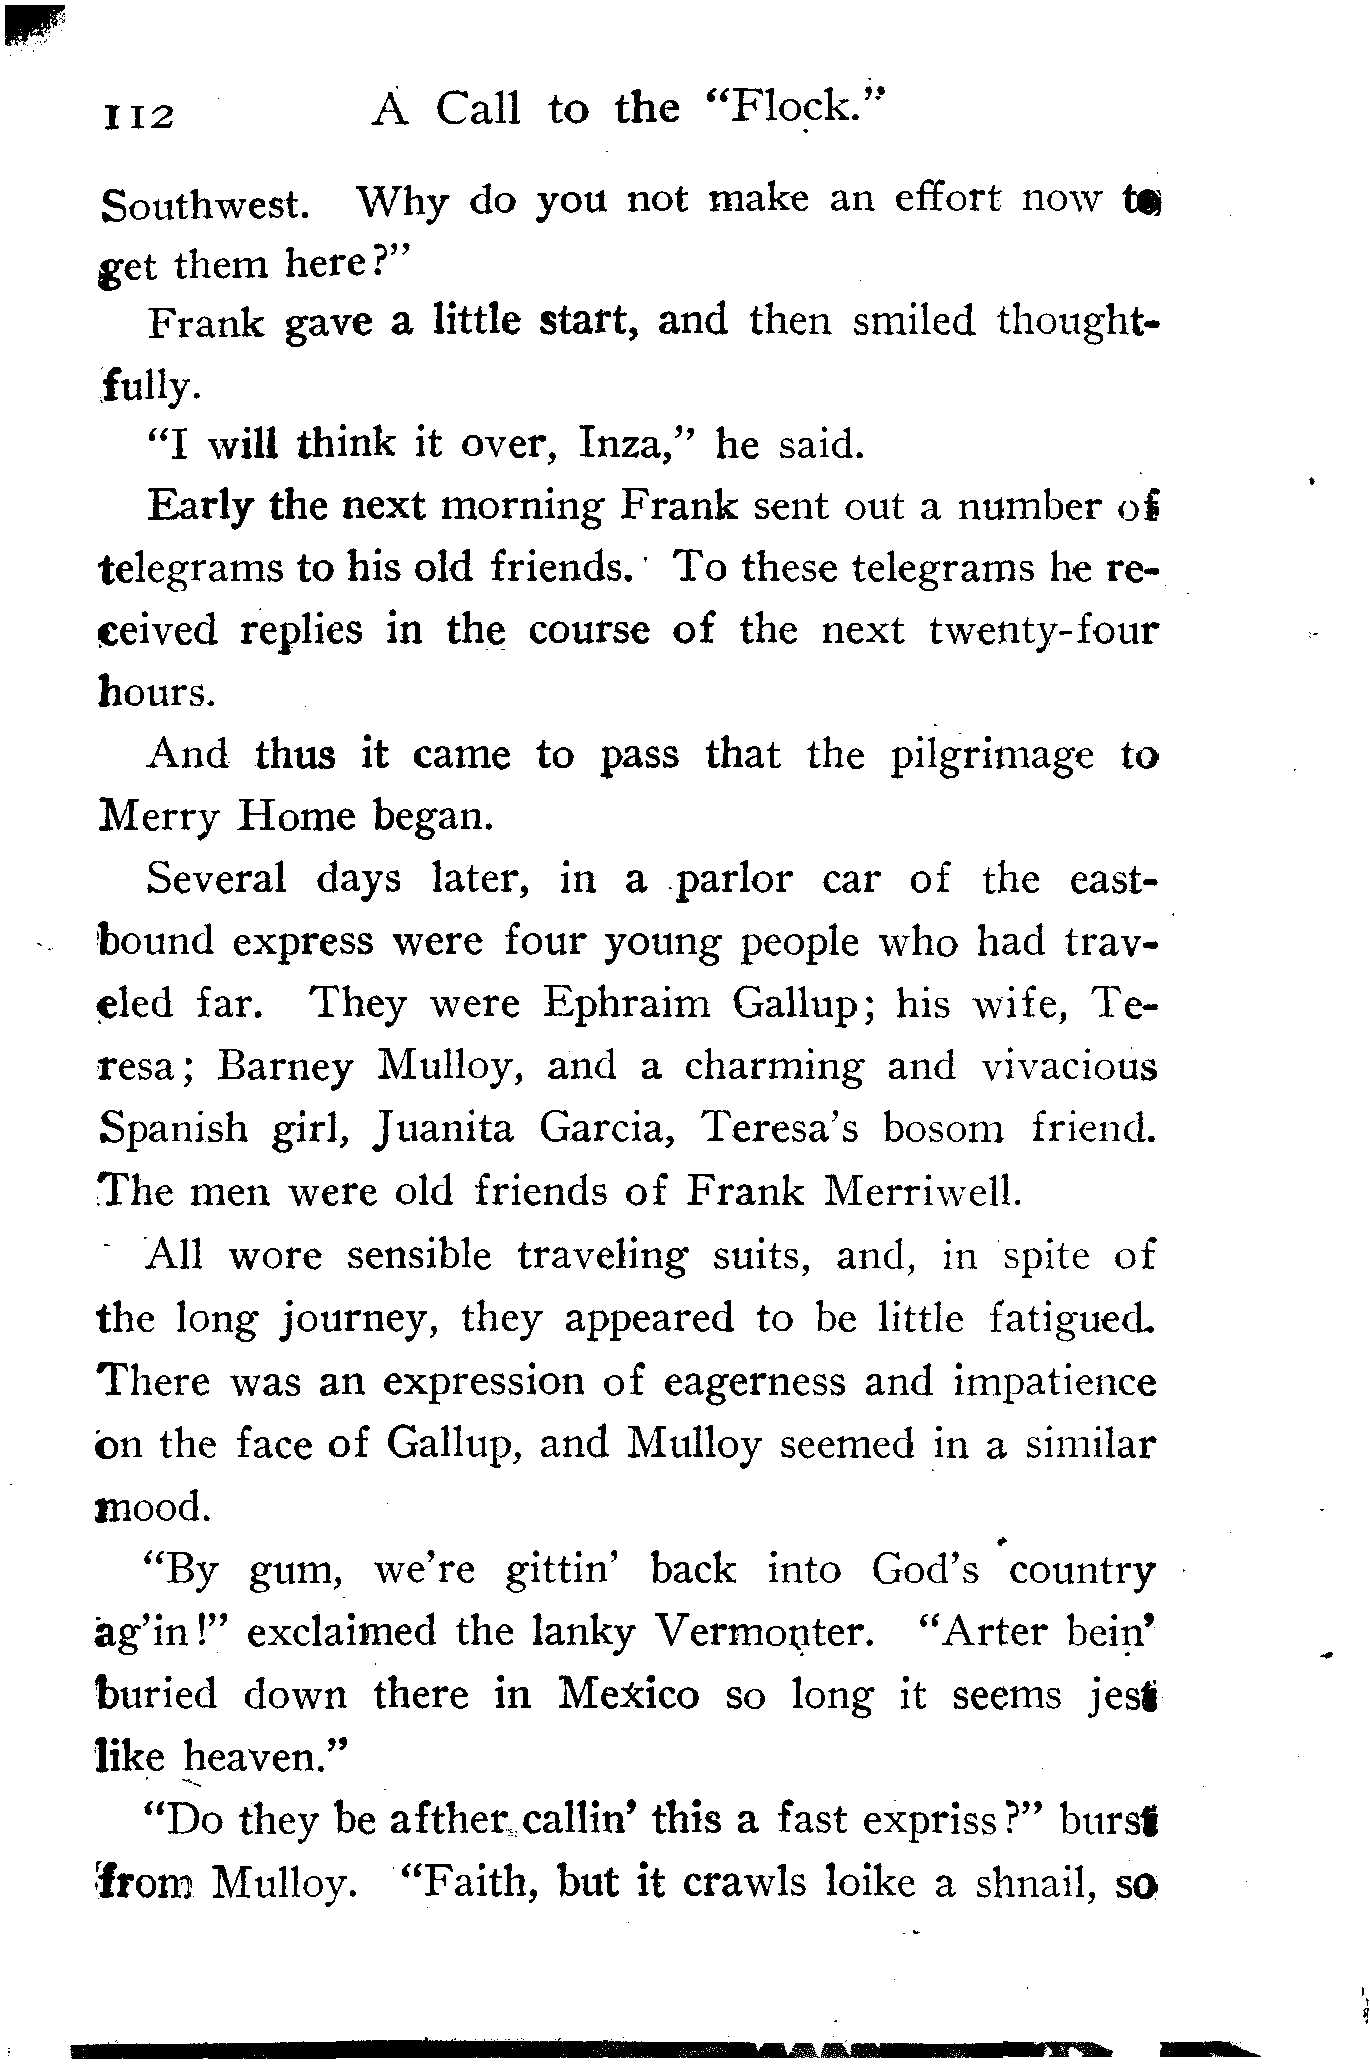 112 A Call to the “Flock.”
Southwest. Why do you not make an effort now to
get them here?”
Frank gave a little start, and then smiled thought-
fully.
“I will think it over, Inza,” he said.
Early the next morning Frank sent out a number of
telegrams to his old friends. To these telegrams he re-
ceived replies in the course of the next twenty-four
hours.
And thus it came to pass that the pilgrimage to
Merry Home began.
Several days later, in a parlor car of the east-
bound express were four young people who had trav-
eled far. They were Ephraim Gallup; his wife, Te-
resa; Barney Mulloy, and a charming and vivacious
Spanish girl, Juanita Garcia, Teresa’s bosom friend.
The men were old friends of Frank Merriwell.
All wore sensible traveling suits, and, in spite of
the long journey, they appeared to be little fatigued.
There was an expression of eagerness and impatience
on the face of Gallup, and Mulloy seemed in a similar
mood.
“By gum, we’re gittin’ back into God’s country
ag’in!” exclaimed the lanky Vermonter. “Arter bein’
buried down there in Mexico so long it seems jest
like heaven.”
“Do they be afther callin’ this a fast expriss?” burst
from Mulloy. “Faith, but it crawls loike a shnail, so